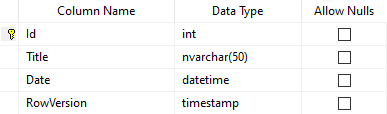 Column Name Data Type Allow Nulls
Id int
Title nvarchar(50)
Date datetime
RowVersion timestamp